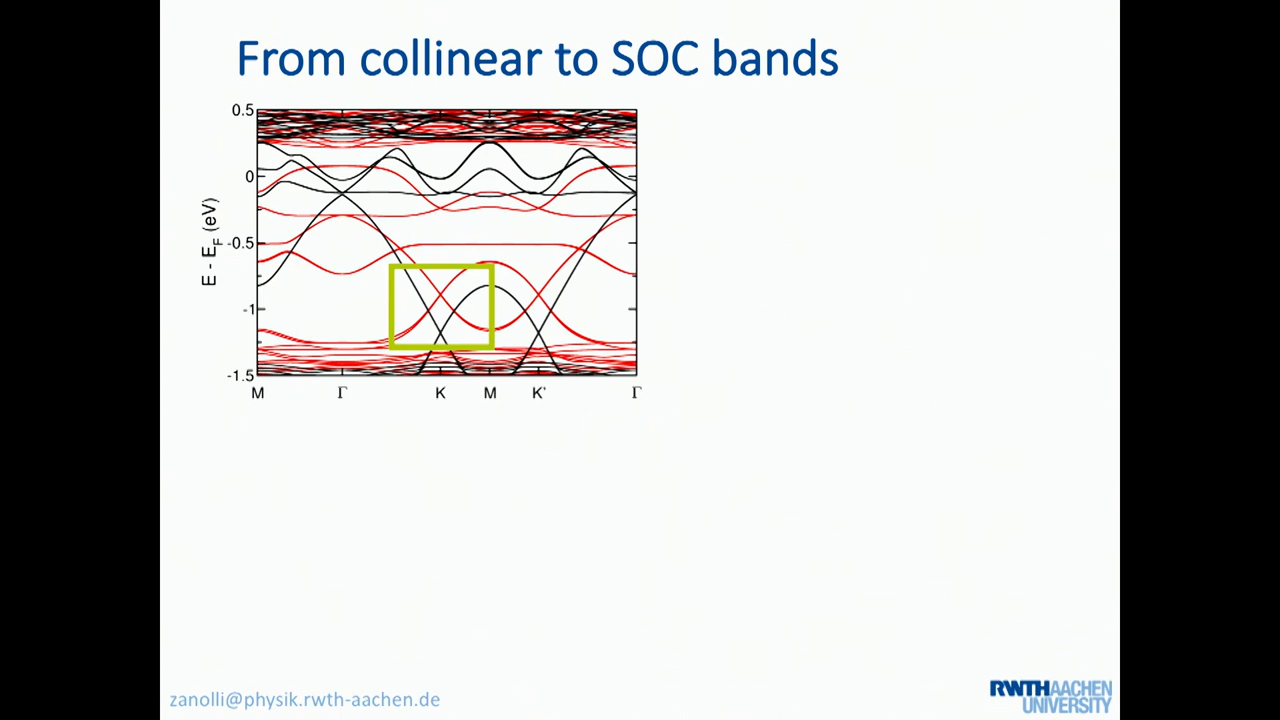 From collinear to SOC bands
0.5
0
-0.5
-1
-1.5
E - E_F (eV)
M Γ K M K' Γ
zanolli@physik.rwth-aachen.de
RWTHAACHEN
UNIVERSITY